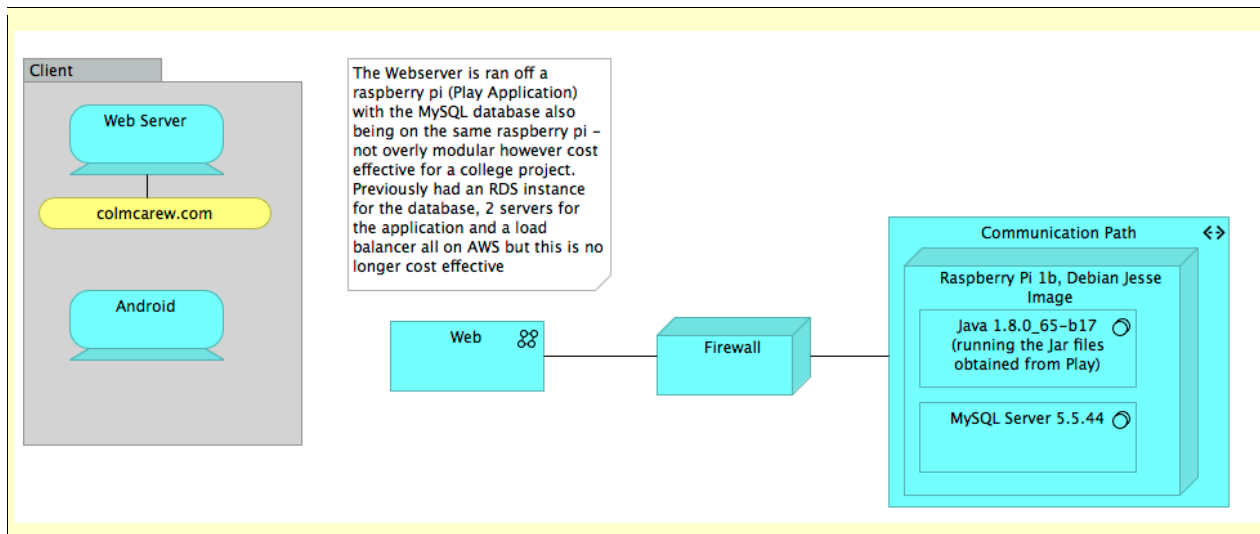 Client
Web Server
colmcarew.com
Android
The Webserver is ran off a
raspberry pi (Play Application)
with the MySQL database also
being on the same raspberry pi -
not overly modular however cost
effective for a college project.
Previously had an RDS instance
for the database, 2 servers for
the application and a load
balancer all on AWS but this is no
longer cost effective
Web
Firewall
Communication Path
Raspberry Pi 1b, Debian Jesse
Image
Java 1.8.0_65-b17
(running the Jar files
obtained from Play)
MySQL Server 5.5.44